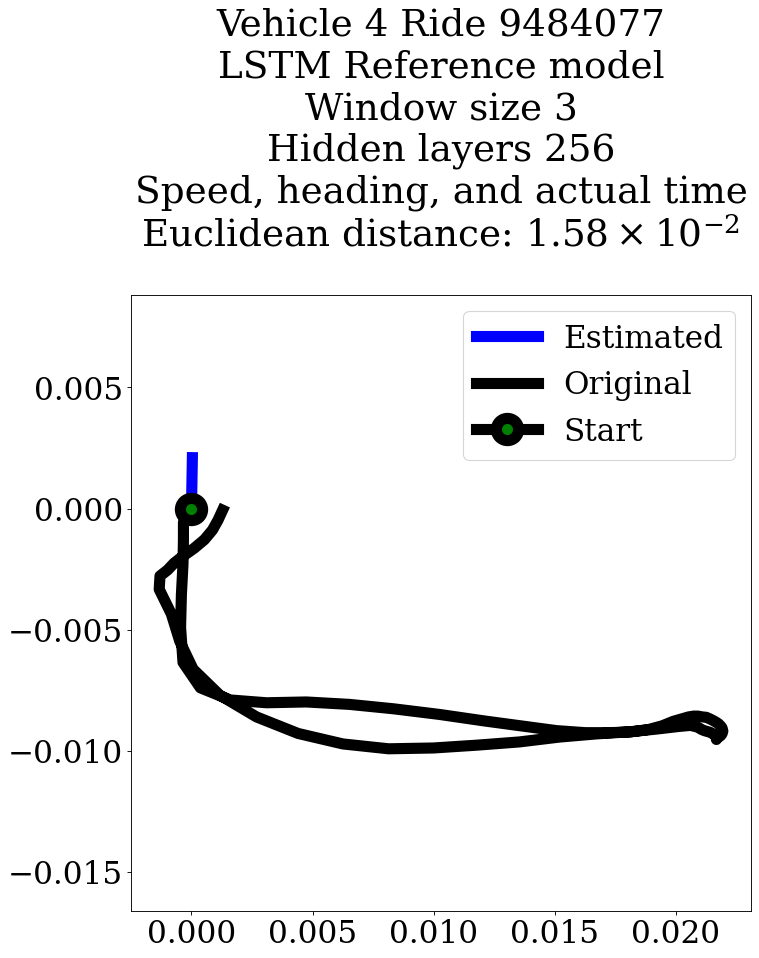 Vehicle 4 Ride 9484077
LSTM Reference model
Window size 3
Hidden layers 256
Speed, heading, and actual time
Euclidean distance: 1.58 × 10⁻²
Estimated
Original
Start
0.005
0.000
−0.005
−0.010
−0.015
0.000 0.005 0.010 0.015 0.020